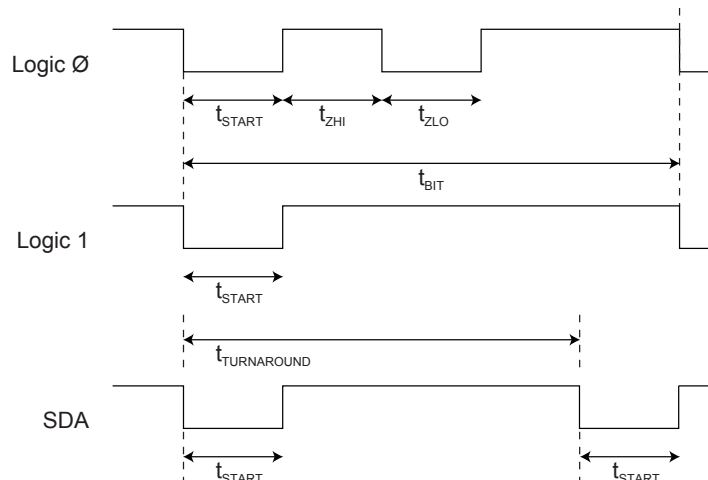 Logic Ø
tSTART tZHI tZLO
tBIT
Logic 1
tSTART
tTURNAROUND
SDA
tSTART tSTART